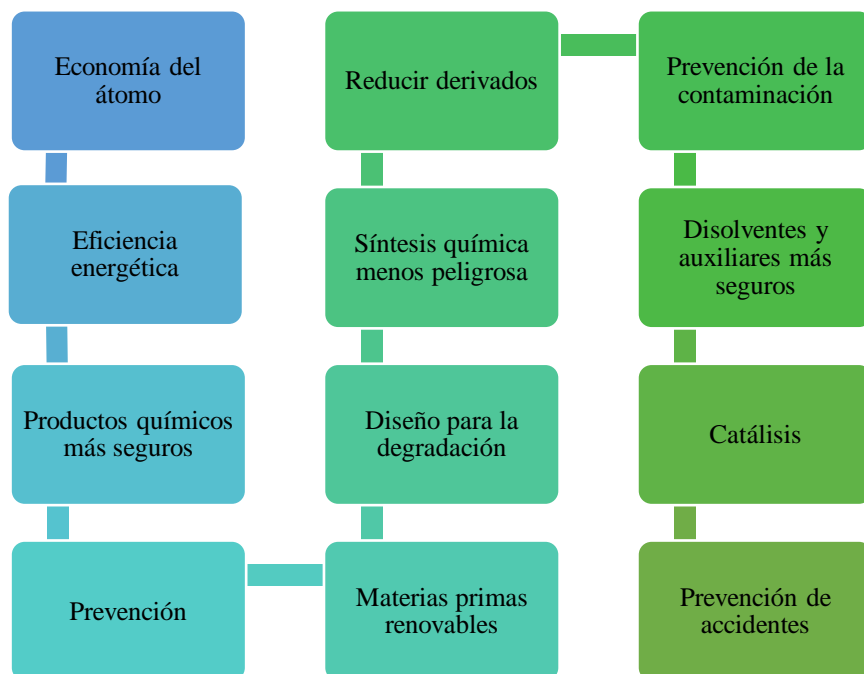 Economía del
átomo
Eficiencia
energética
Productos químicos
más seguros
Prevención
Materias primas
renovables
Diseño para la
degradación
Síntesis química
menos peligrosa
Reducir derivados
Prevención de la
contaminación
Disolventes y
auxiliares más
seguros
Catálisis
Prevención de
accidentes